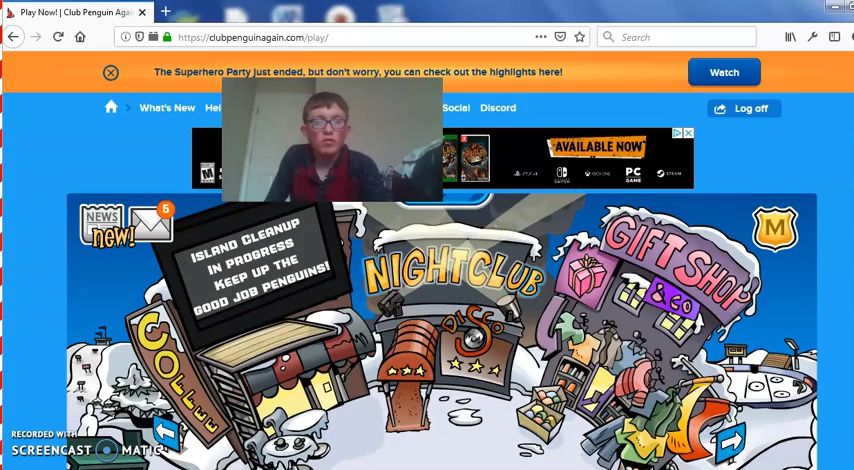 Play Now! | Club Penguin Agai
https://clubpenguinagain.com/play/
Search
The Superhero Party just ended, but don't worry, you can check out the highlights here!
Watch
What's New
Social
Discord
Log off
AVAILABLE NOW
PS4
SWITCH
XBOX ONE
PC
GAME
STEAM
M
NEWS
new!
5
ISLAND CLEANUP
IN PROGRESS
KEEP UP THE
GOOD JOB PENGUINS!
NIGHTCLUB
DISCO
GIFT SHOP
& CO
M
COFFEE
RECORDED WITH
SCREENCAST MATIC